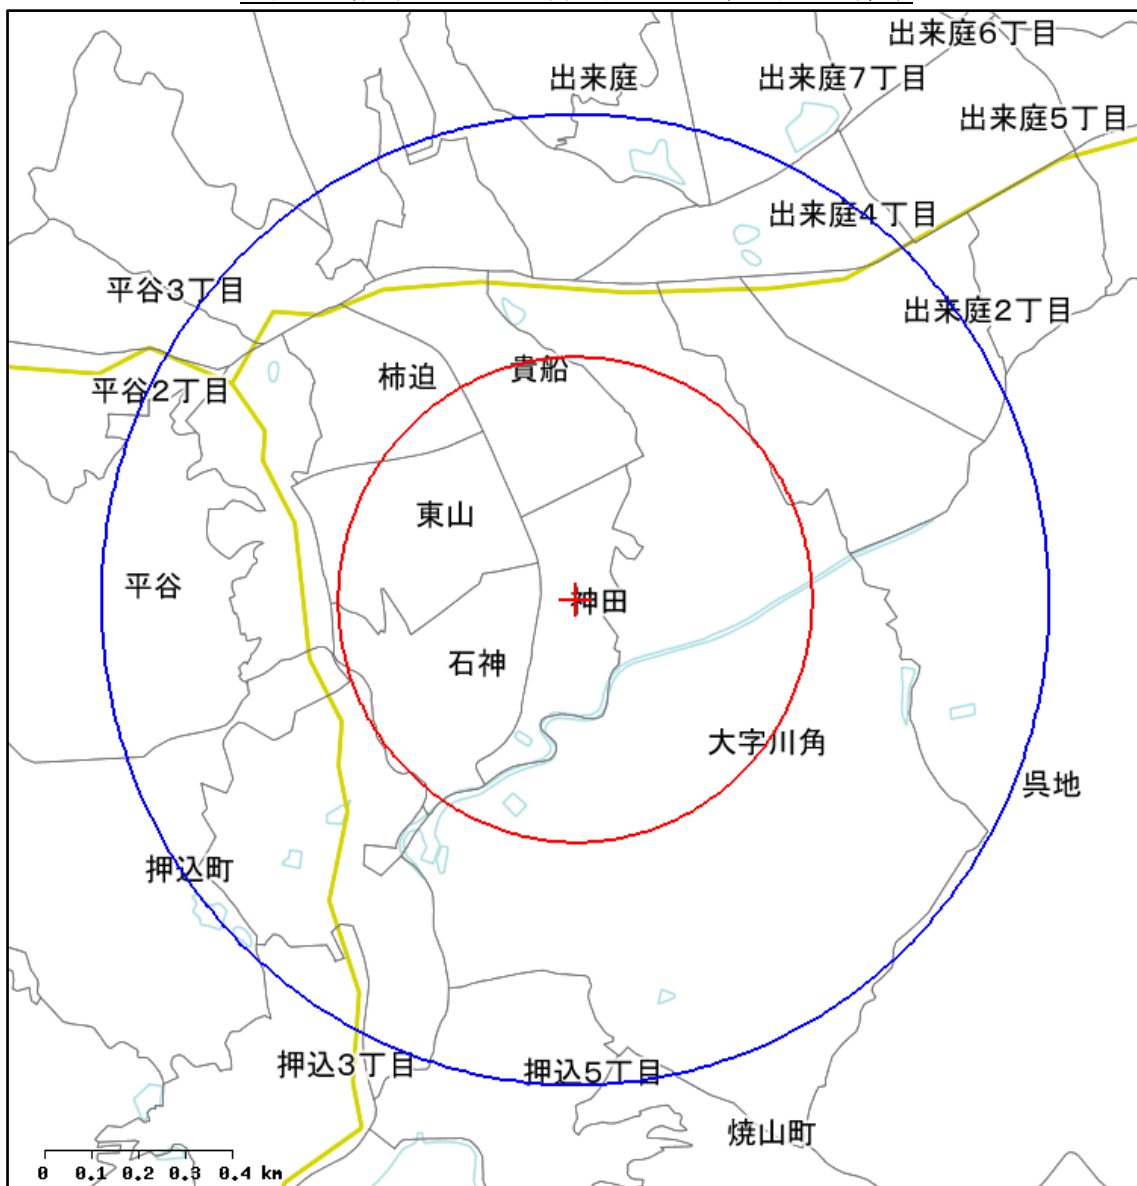 出来庭6丁目
出来庭
出来庭7丁目
出来庭5丁目
出来庭4丁目
平谷3丁目
出来庭2丁目
柿迫
貴船
平谷2丁目
東山
平谷
神田
石神
大字川角
呉地
押込町
押込3丁目
押込5丁目
焼山町
0 0.1 0.2 0.3 0.4 km